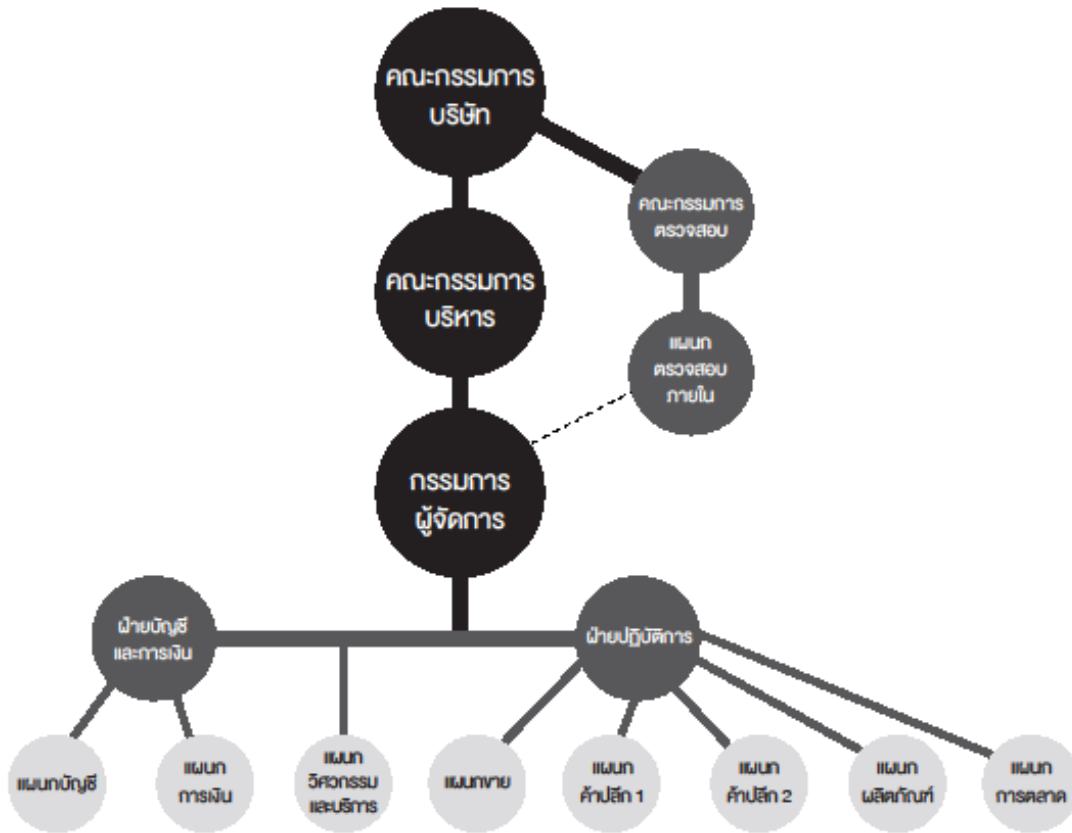 คณะกรรมการ
บริษัท
คณะกรรมการ
ตรวจสอบ
คณะกรรมการ
บริหาร
แผนก
ตรวจสอบ
ภายใน
กรรมการ
ผู้จัดการ
ฝ่ายบัญชี
และการเงิน
ฝ่ายปฏิบัติการ
แผนกบัญชี
แผนก
การเงิน
แผนก
วิศวกรรม
และบริการ
แผนกขาย
แผนก
ค้าปลีก 1
แผนก
ค้าปลีก 2
แผนก
ผลิตภัณฑ์
แผนก
การตลาด